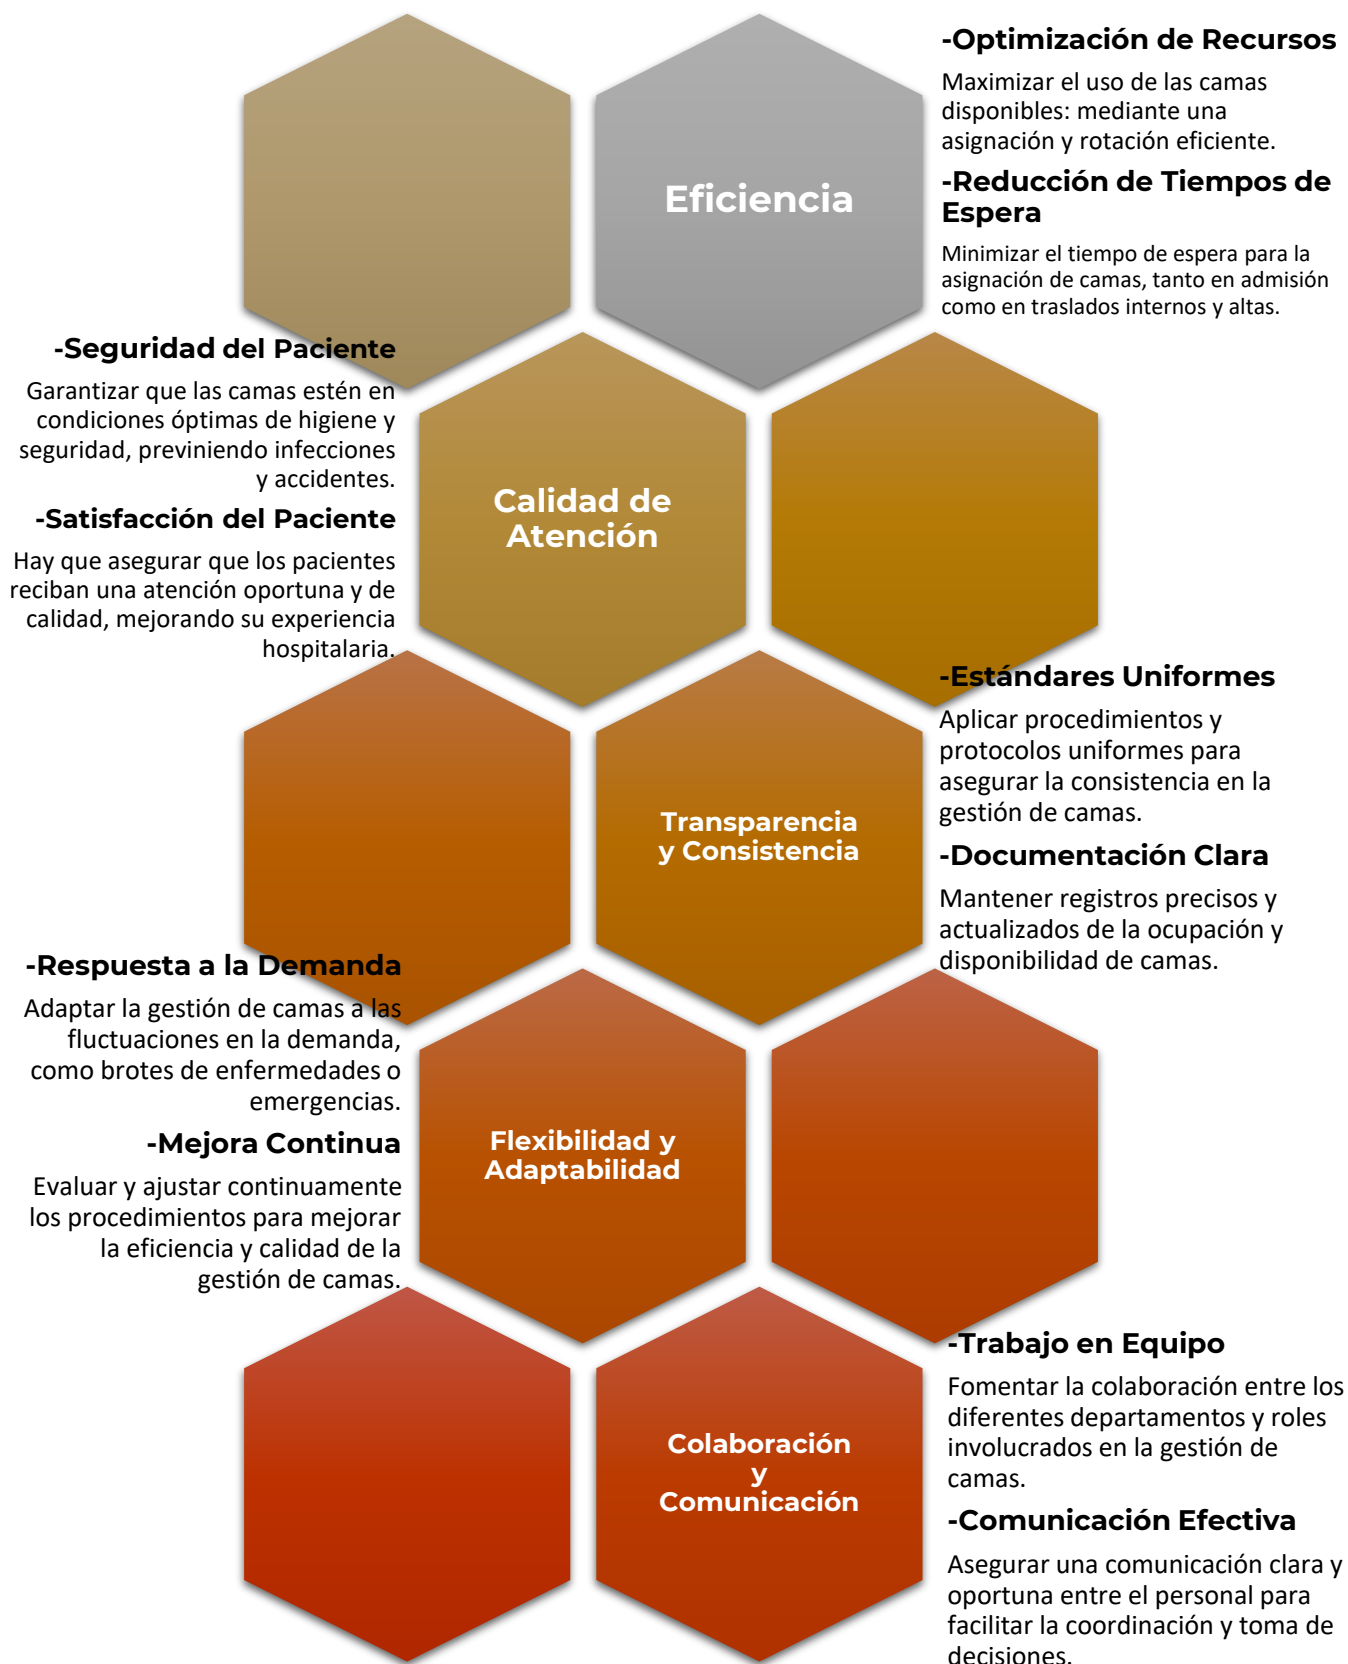 Eficiencia
-Optimización de Recursos
Maximizar el uso de las camas
disponibles: mediante una
asignación y rotación eficiente.
-Reducción de Tiempos de
Espera
Minimizar el tiempo de espera para la
asignación de camas, tanto en admisión
como en traslados internos y altas.
-Seguridad del Paciente
Garantizar que las camas estén en
condiciones óptimas de higiene y
seguridad, previniendo infecciones
y accidentes.
-Satisfacción del Paciente
Hay que asegurar que los pacientes
reciban una atención oportuna y de
calidad, mejorando su experiencia
hospitalaria.
Calidad de
Atención
Transparencia
y Consistencia
-Estándares Uniformes
Aplicar procedimientos y
protocolos uniformes para
asegurar la consistencia en la
gestión de camas.
-Documentación Clara
Mantener registros precisos y
actualizados de la ocupación y
disponibilidad de camas.
-Respuesta a la Demanda
Adaptar la gestión de camas a las
fluctuaciones en la demanda,
como brotes de enfermedades o
emergencias.
-Mejora Continua
Evaluar y ajustar continuamente
los procedimientos para mejorar
la eficiencia y calidad de la
gestión de camas.
Flexibilidad y
Adaptabilidad
Colaboración
y
Comunicación
-Trabajo en Equipo
Fomentar la colaboración entre los
diferentes departamentos y roles
involucrados en la gestión de
camas.
-Comunicación Efectiva
Asegurar una comunicación clara y
oportuna entre el personal para
facilitar la coordinación y toma de
decisiones.